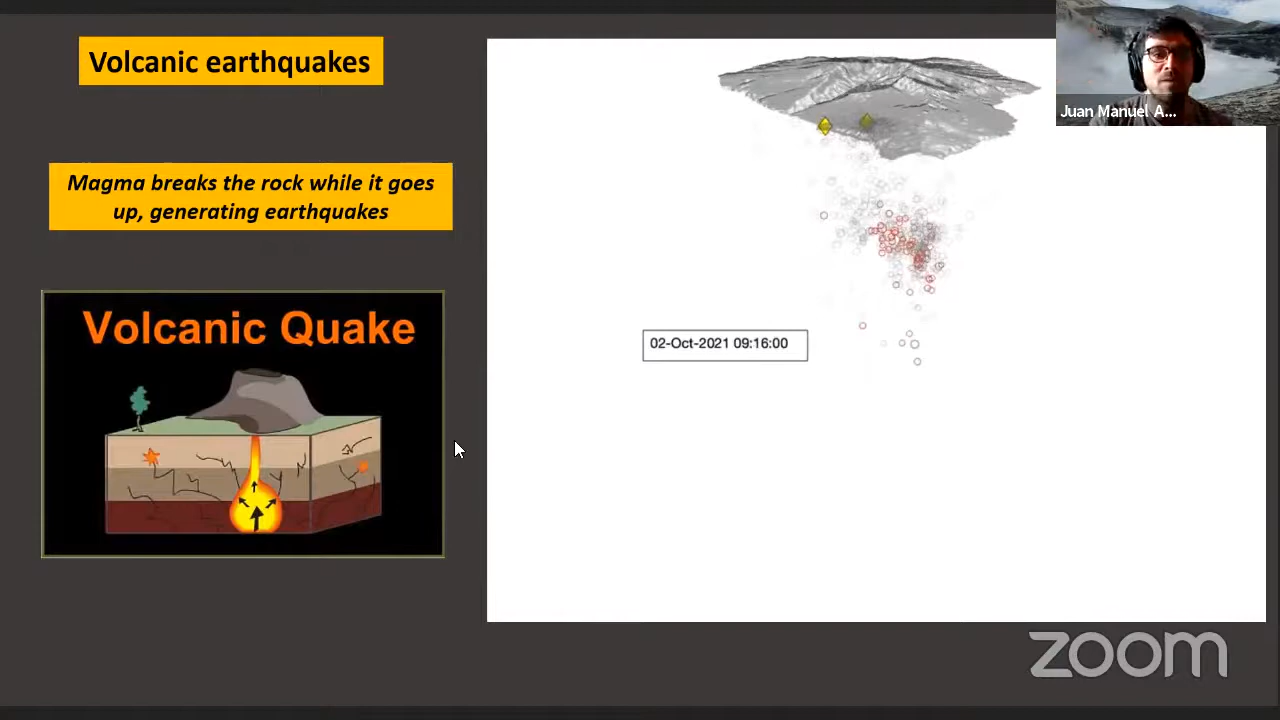 Volcanic earthquakes
Magma breaks the rock while it goes
up, generating earthquakes
Volcanic Quake
02-Oct-2021 09:16:00
Juan Manuel A...
zoom